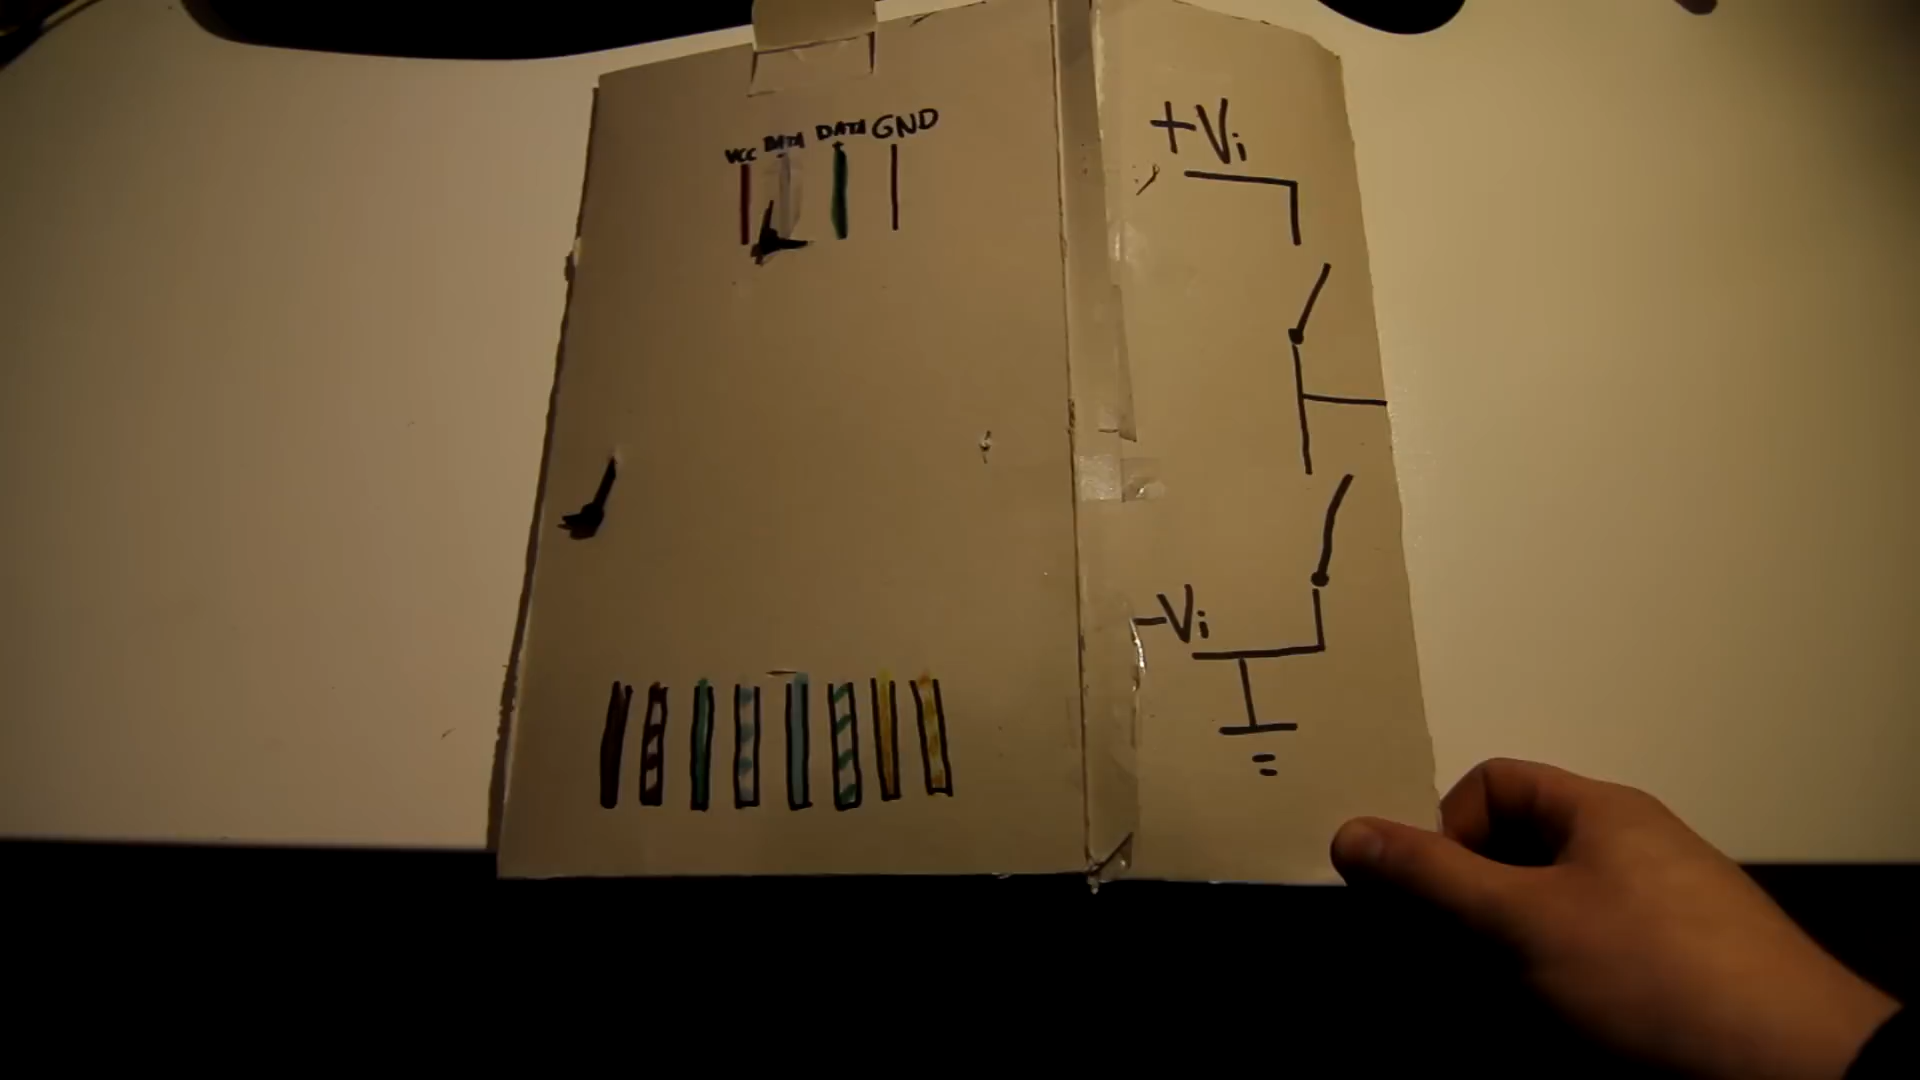 VCC DATA DATA GND
+Vi
-Vi